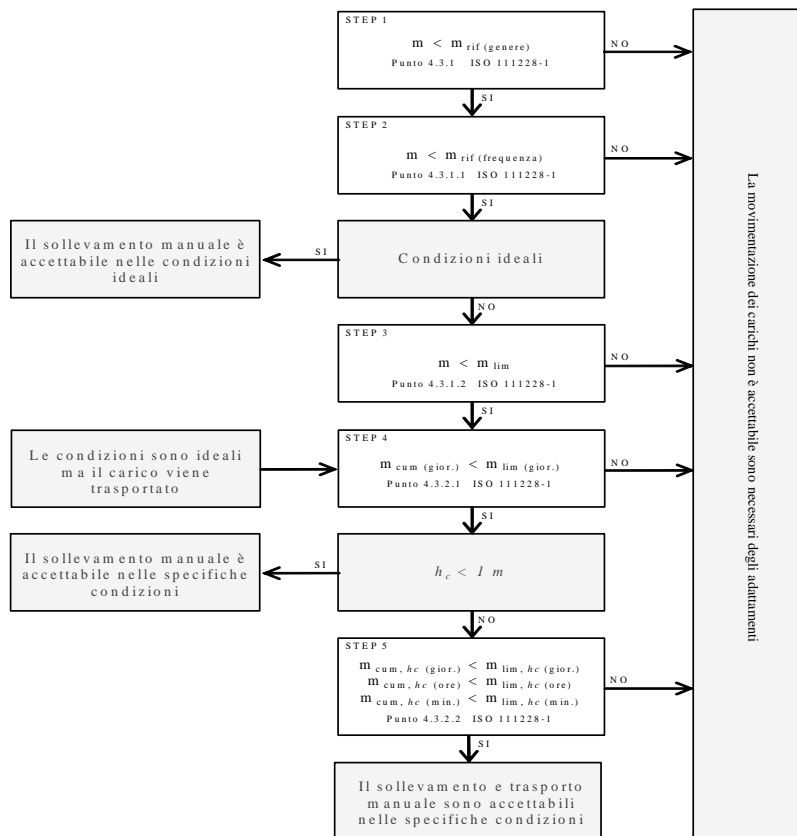 STEP 1
m < m rif (genere)
Punto 4.3.1 ISO 111228-1
NO
SI
STEP 2
m < m rif (frequenza)
Punto 4.3.1.1 ISO 111228-1
NO
SI
Il sollevamento manuale è
accettabile nelle condizioni
ideali
SI
Condizioni ideali
NO
STEP 3
m < m lim
Punto 4.3.1.2 ISO 111228-1
NO
SI
Le condizioni sono ideali
ma il carico viene
trasportato
STEP 4
m cum (gior.) < m lim (gior.)
Punto 4.3.2.1 ISO 111228-1
NO
SI
Il sollevamento manuale è
accettabile nelle specifiche
condizioni
SI
hc < 1 m
NO
STEP 5
m cum, hc (gior.) < m lim, hc (gior.)
m cum, hc (ore) < m lim, hc (ore)
m cum, hc (min.) < m lim, hc (min.)
Punto 4.3.2.2 ISO 111228-1
NO
SI
Il sollevamento e trasporto
manuale sono accettabili
nelle specifiche condizioni
La movimentazione dei carichi non è accettabile sono necessari degli adattamenti